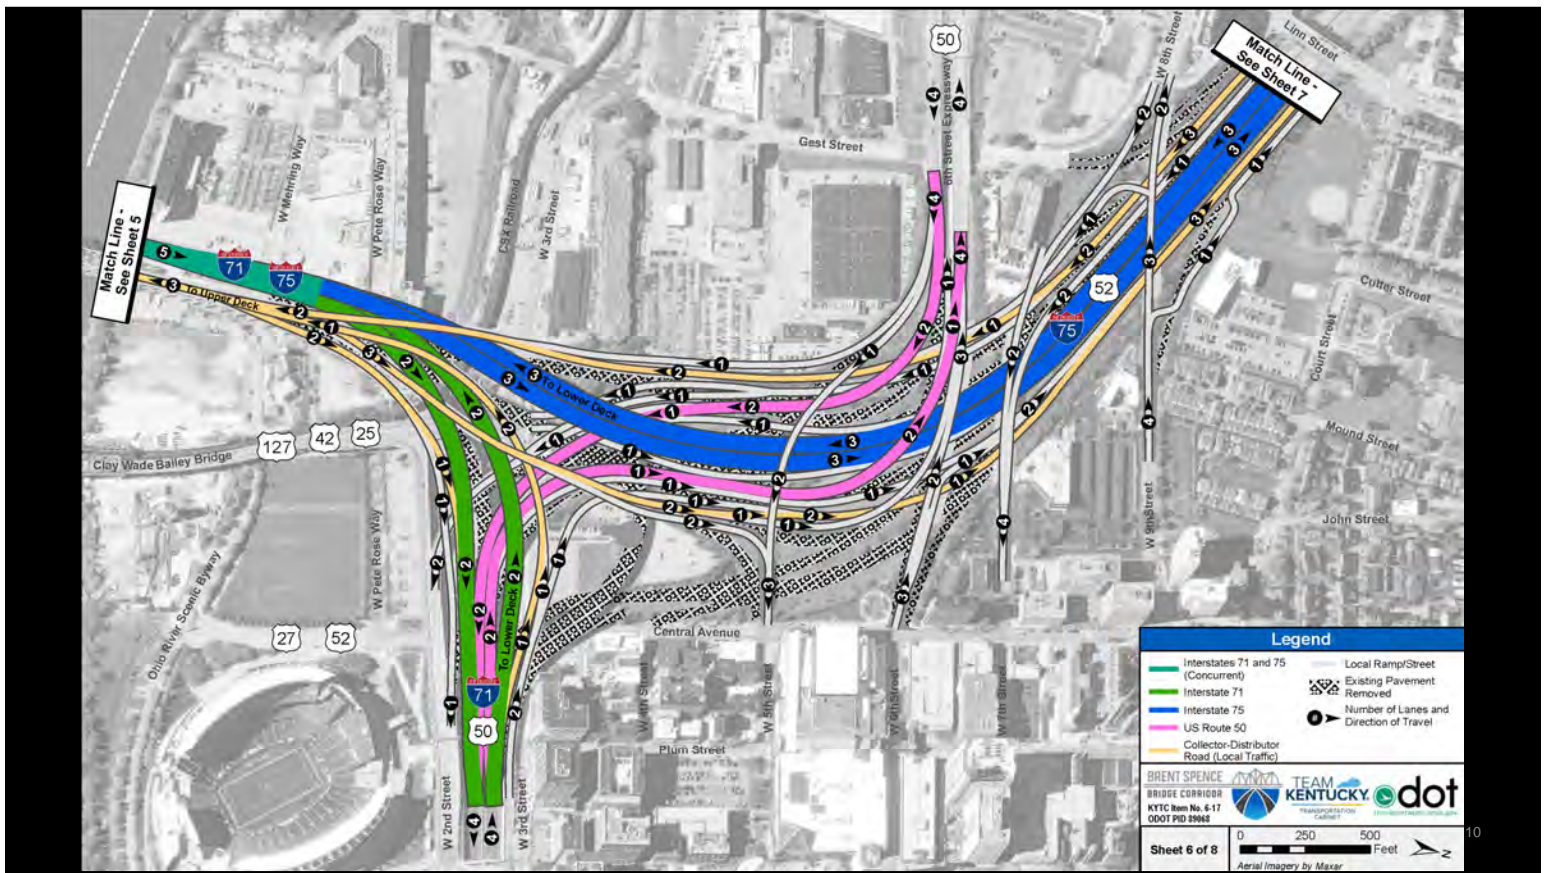 50
W 8th Street
Linn Street
Match Line -
See Sheet 7
6th Street Expressway
Gest Street
W Mehring Way
W Pete Rose Way
CSX Railroad
W 3rd Street
Match Line -
See Sheet 5
5
71
75
3
To Upper Deck
To Lower Deck
52
75
Cutter Street
Court Street
Mound Street
John Street
W 9th Street
127
42
25
Clay Wade Bailey Bridge
W Pete Rose Way
Ohio River Scenic Byway
27
52
To Lower Deck
Central Avenue
71
50
W 4th Street
W 5th Street
W 6th Street
W 7th Street
Plum Street
W 2nd Street
W 3rd Street
4
4
Legend
Interstates 71 and 75
(Concurrent)
Interstate 71
Interstate 75
US Route 50
Collector-Distributor
Road (Local Traffic)
Local Ramp/Street
Existing Pavement
Removed
# Number of Lanes and
Direction of Travel
BRENT SPENCE
BRIDGE CORRIDOR
KYTC Item No. 6-17
ODOT PID 89068
TEAM
KENTUCKY
TRANSPORTATION
CABINET
odot
Sheet 6 of 8
0 250 500
Feet
N
Aerial Imagery by Maxar
10